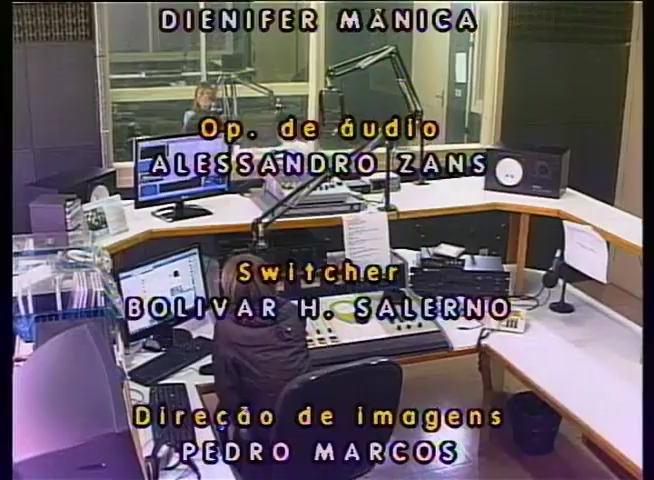 DIENIFER MÂNICA
Op. de áudio
ALESSANDRO ZANS
Switcher
BOLIVAR H. SALERNO
Direção de imagens
PEDRO MARCOS